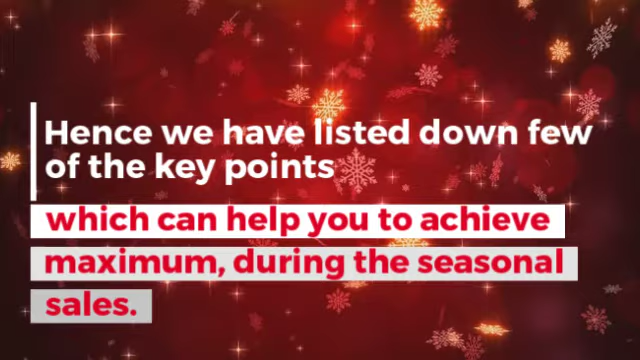 Hence we have listed down few
of the key points
which can help you to achieve
maximum, during the seasonal
sales.